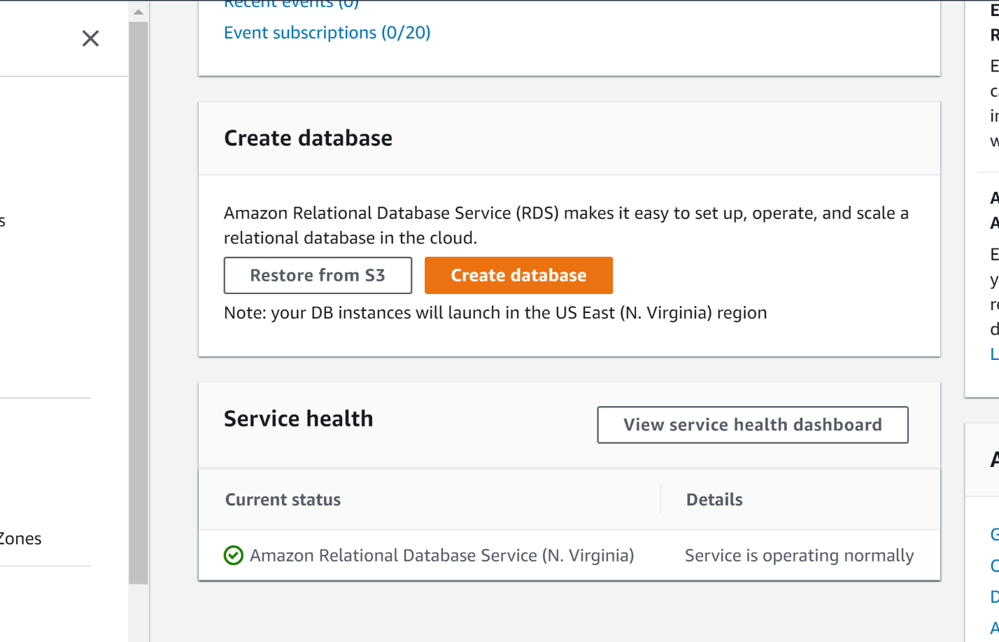 Recent events (0)
Event subscriptions (0/20)
Create database
Amazon Relational Database Service (RDS) makes it easy to set up, operate, and scale a
relational database in the cloud.
Restore from S3
Create database
Note: your DB instances will launch in the US East (N. Virginia) region
Service health
View service health dashboard
Current status
Details
Amazon Relational Database Service (N. Virginia)
Service is operating normally
Zones